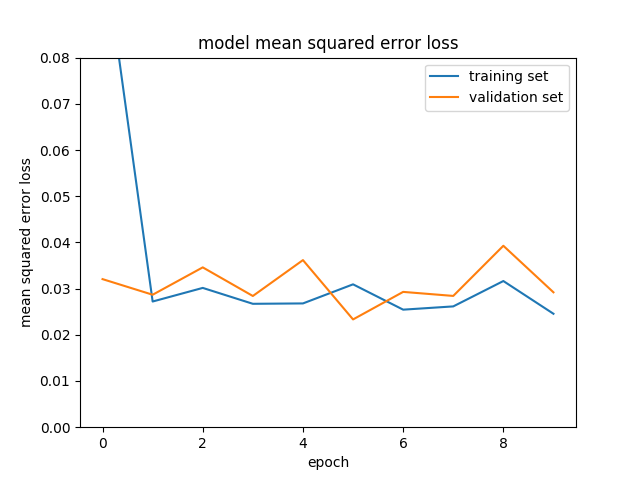 model mean squared error loss
training set
validation set
mean squared error loss
0.08
0.07
0.06
0.05
0.04
0.03
0.02
0.01
0.00
0 2 4 6 8
epoch